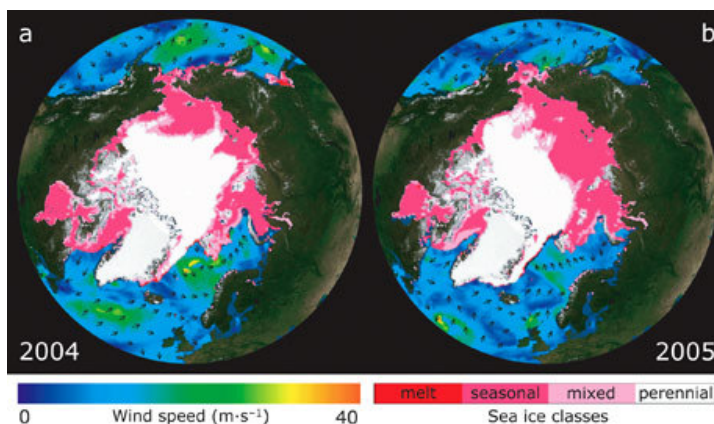 a
b
2004
2005
melt seasonal mixed perennial
0 Wind speed (m·s⁻¹) 40
Sea ice classes